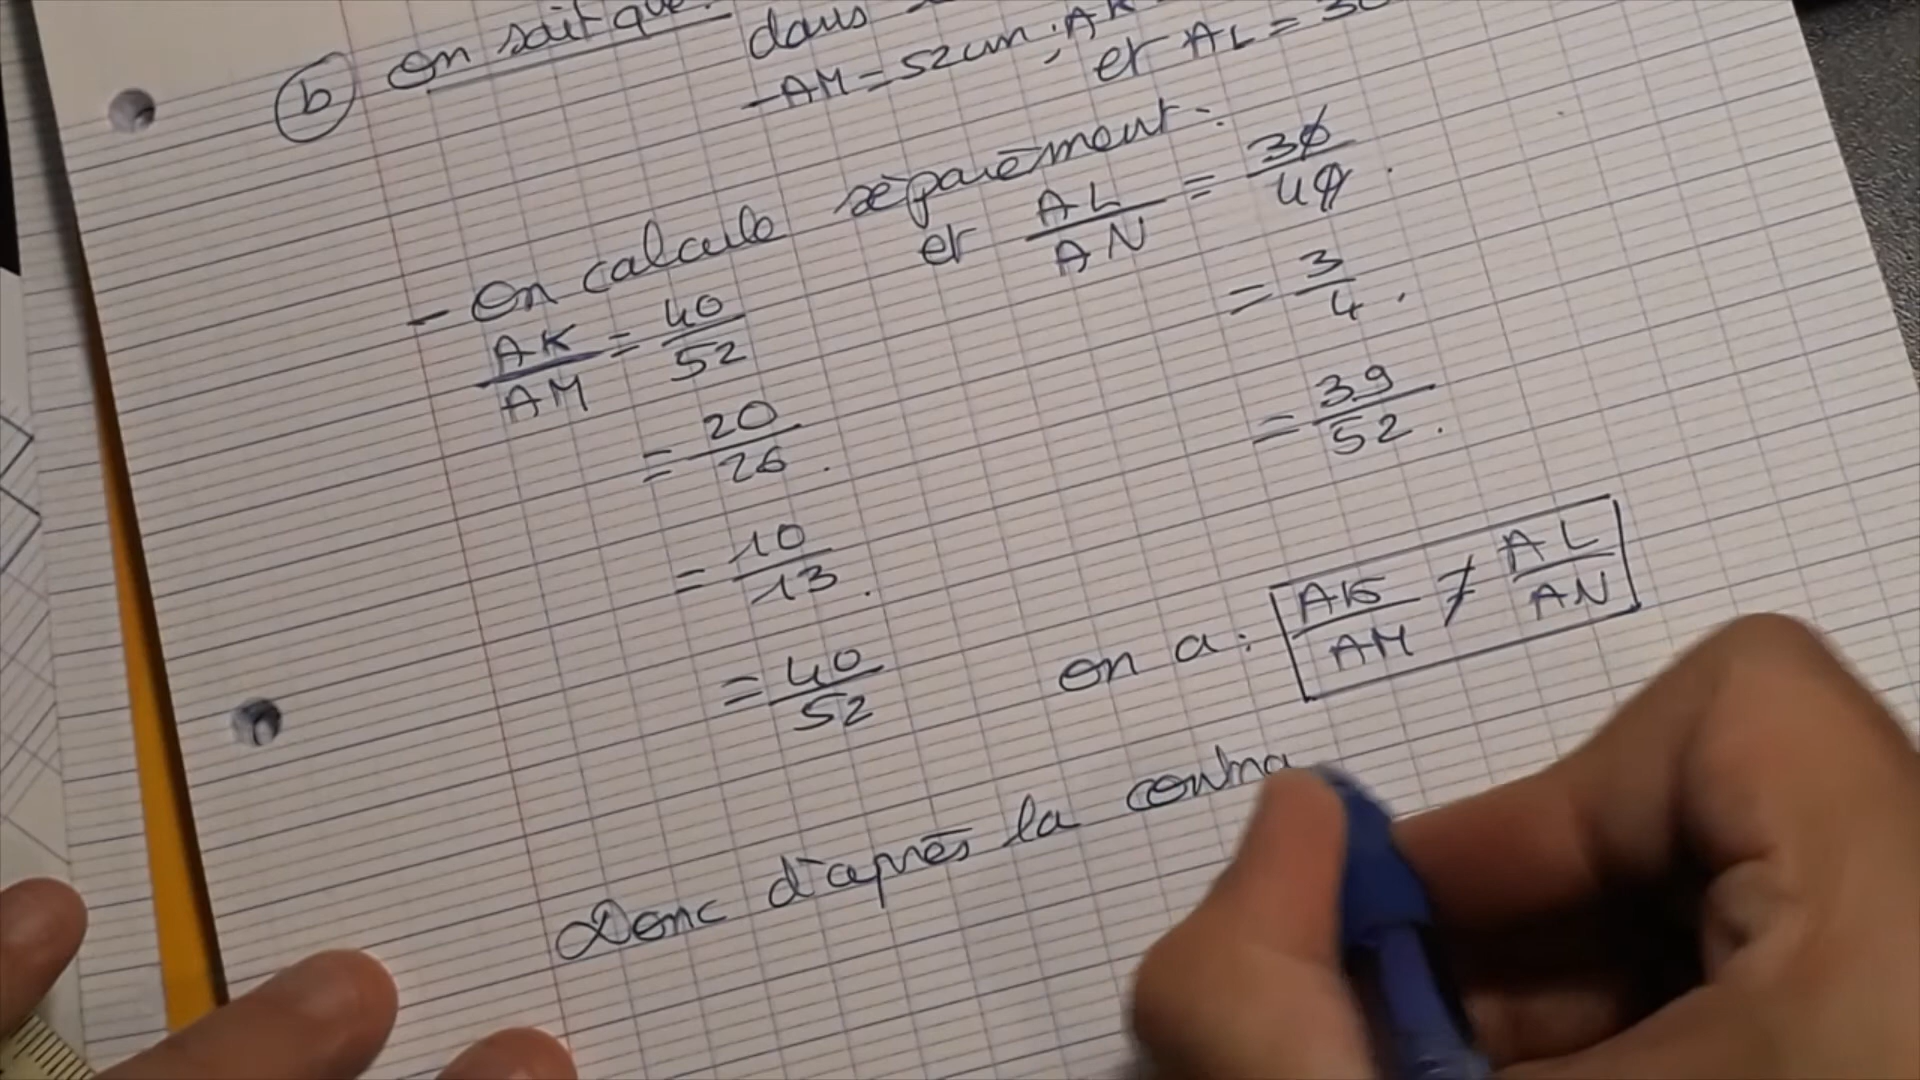 (b) On sait que: dans
- AM = 52cm ; AK
et AL = 30
- On calcule séparément:
AK/AM = 40/52 et AL/AN = 30/40.
= 20/26. = 3/4.
= 10/13. = 39/52.
= 40/52 on a: AK/AM ≠ AL/AN
Donc d'après la contra